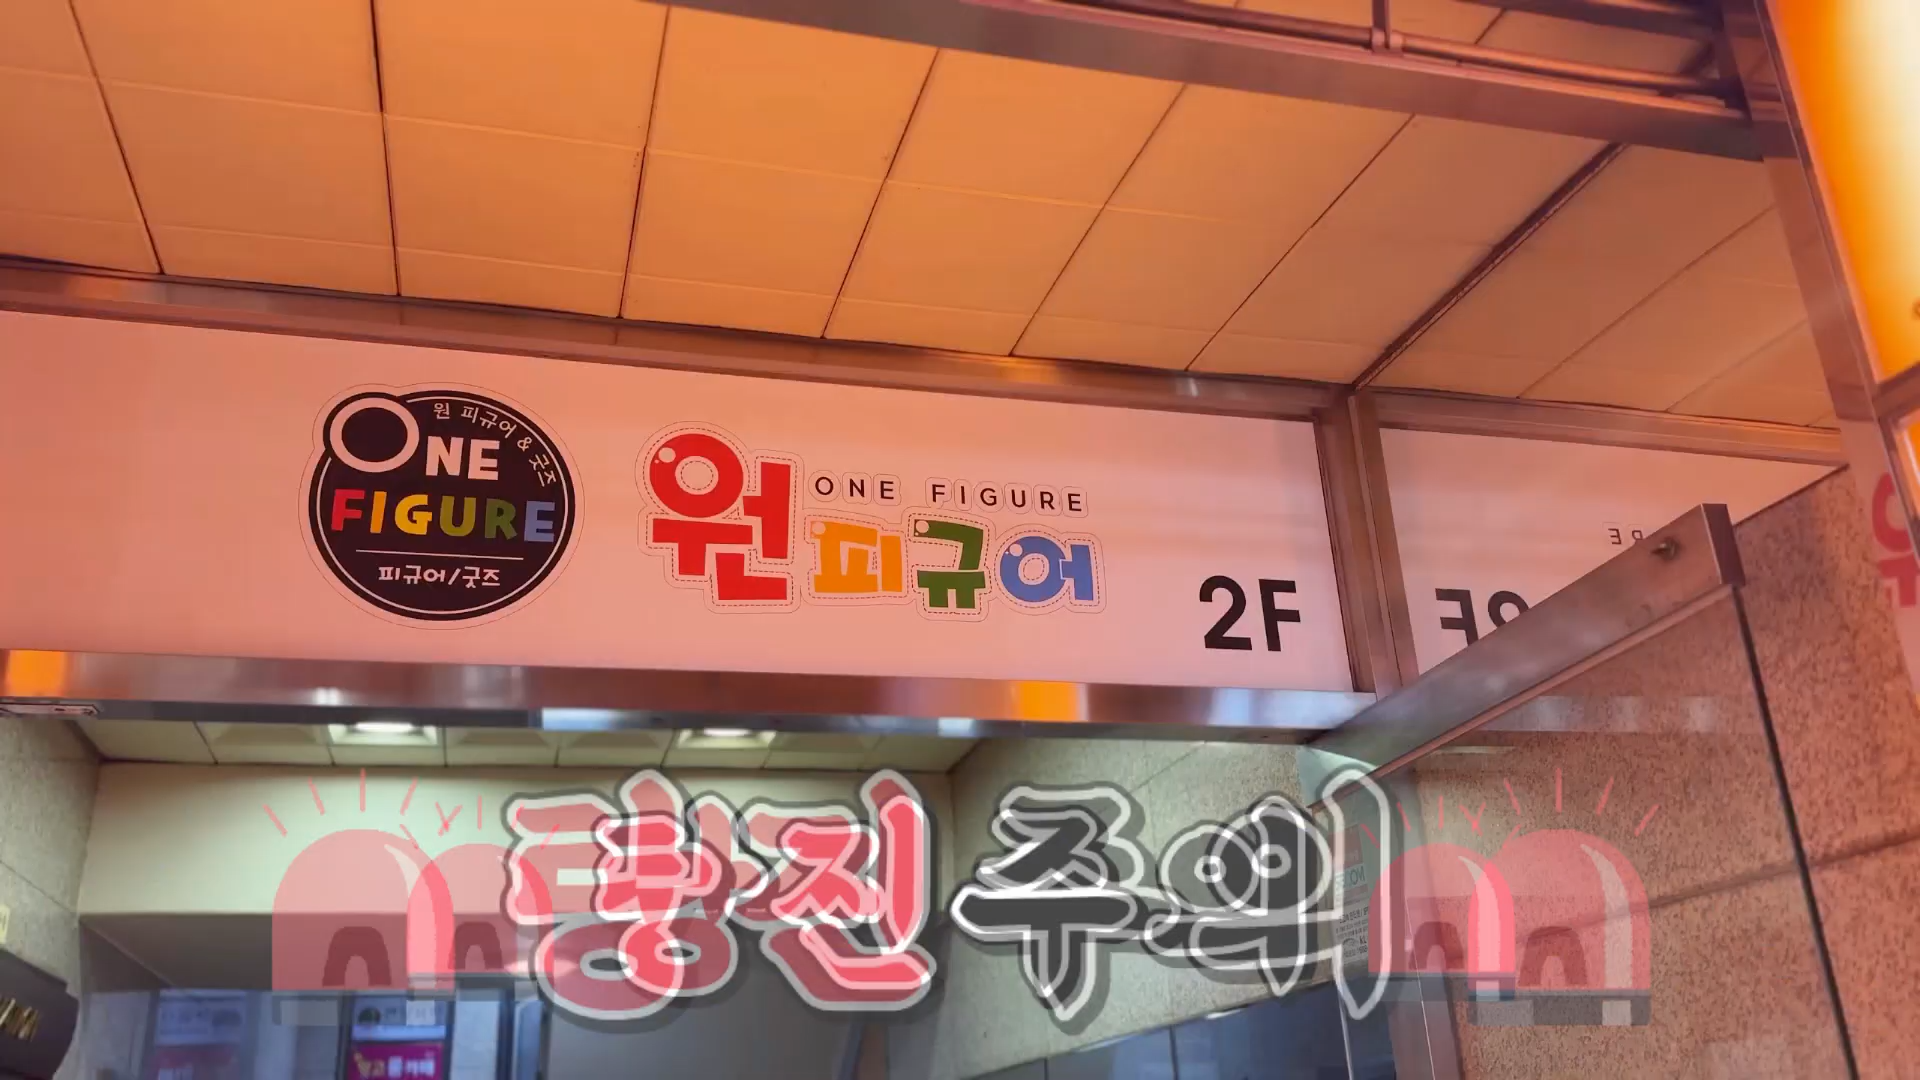 원 피규어 & 굿즈
ONE
FIGURE
피규어/굿즈
ONE FIGURE
원피규어
2F
탕진 주의